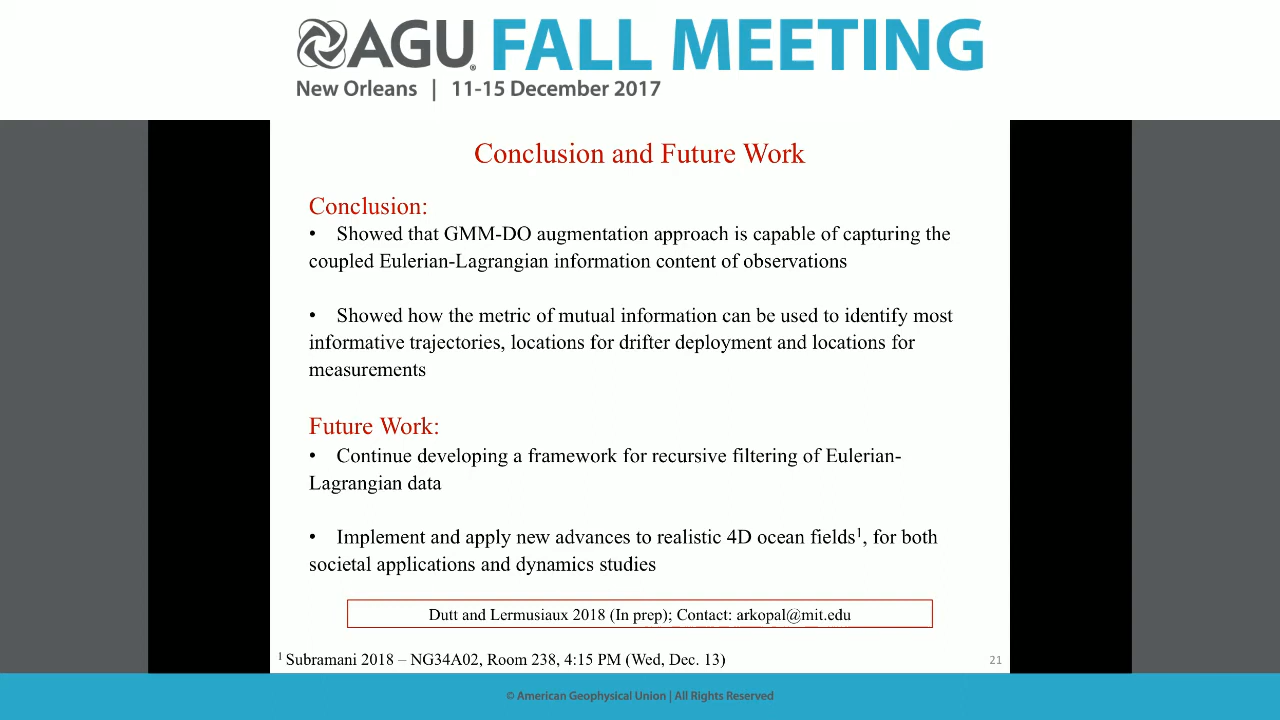 AGU FALL MEETING
New Orleans | 11-15 December 2017
Conclusion and Future Work
Conclusion:
• Showed that GMM-DO augmentation approach is capable of capturing the
coupled Eulerian-Lagrangian information content of observations
• Showed how the metric of mutual information can be used to identify most
informative trajectories, locations for drifter deployment and locations for
measurements
Future Work:
• Continue developing a framework for recursive filtering of Eulerian-
Lagrangian data
• Implement and apply new advances to realistic 4D ocean fields¹, for both
societal applications and dynamics studies
Dutt and Lermusiaux 2018 (In prep); Contact: arkopal@mit.edu
¹ Subramani 2018 – NG34A02, Room 238, 4:15 PM (Wed, Dec. 13)
21
© American Geophysical Union | All Rights Reserved